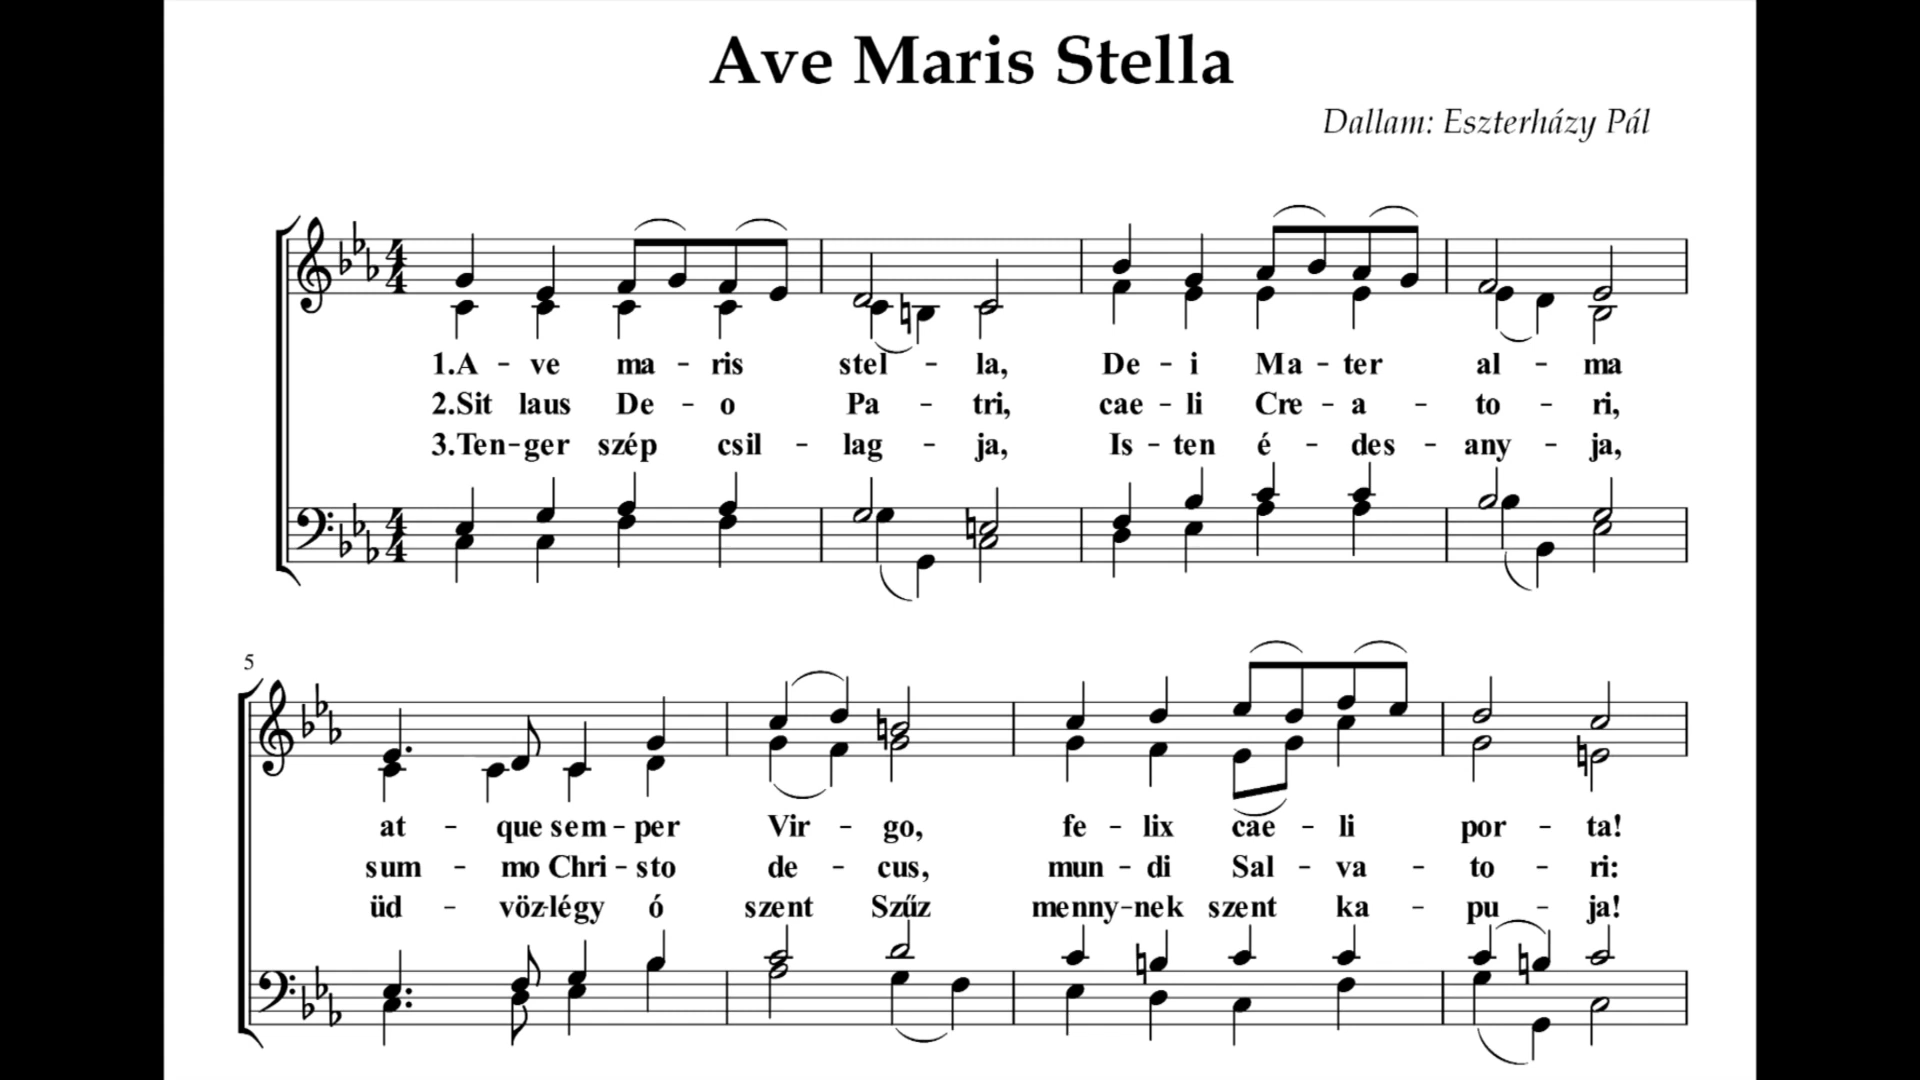 Ave Maris Stella
Dallam: Eszterházy Pál
1.A - ve ma - ris stel - la, De - i Ma - ter al - ma
2.Sit laus De - o Pa - tri, cae - li Cre - a - to - ri,
3.Ten-ger szép csil - lag - ja, Is - ten é - des - any - ja,
5
at - que sem - per Vir - go, fe - lix cae - li por - ta!
sum - mo Chri - sto de - cus, mun - di Sal - va - to - ri:
üd - vöz-légy ó szent Szűz menny-nek szent ka - pu - ja!